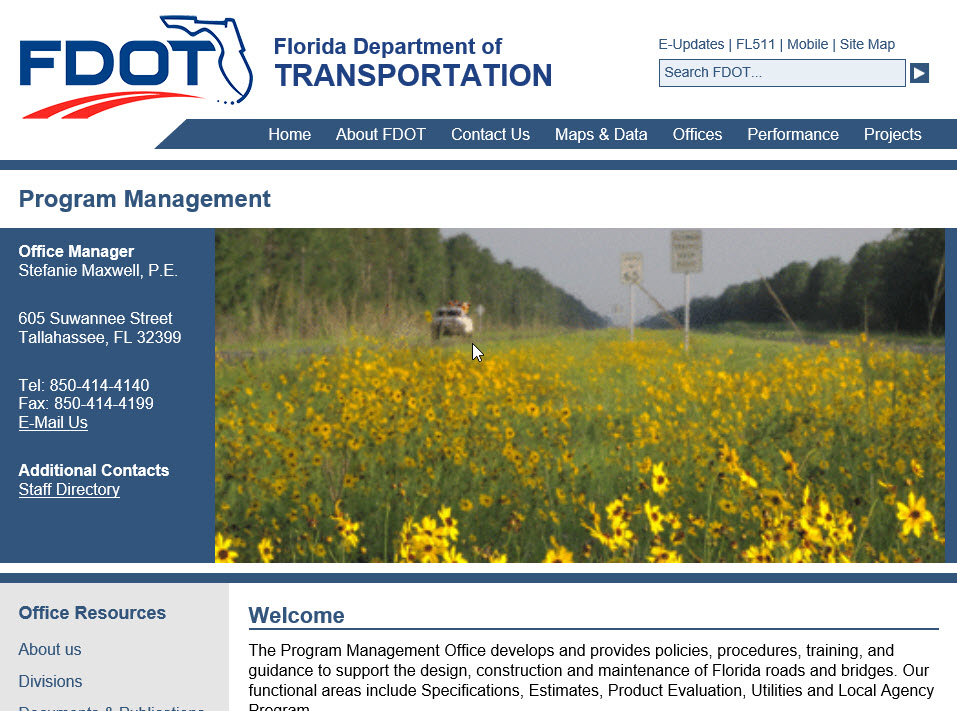 FDOT
Florida Department of
TRANSPORTATION
E-Updates | FL511 | Mobile | Site Map
Search FDOT...
Home About FDOT Contact Us Maps & Data Offices Performance Projects
Program Management
Office Manager
Stefanie Maxwell, P.E.
605 Suwannee Street
Tallahassee, FL 32399
Tel: 850-414-4140
Fax: 850-414-4199
E-Mail Us
Additional Contacts
Staff Directory
Office Resources
About us
Divisions
Documents & Publications
Welcome
The Program Management Office develops and provides policies, procedures, training, and
guidance to support the design, construction and maintenance of Florida roads and bridges. Our
functional areas include Specifications, Estimates, Product Evaluation, Utilities and Local Agency
Program.